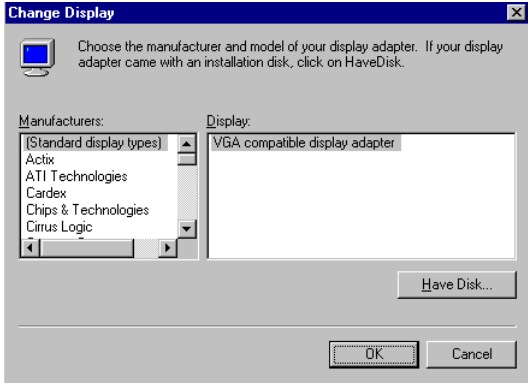 Change Display
Choose the manufacturer and model of your display adapter. If your display
adapter came with an installation disk, click on HaveDisk.
Manufacturers:
(Standard display types)
Actix
ATI Technologies
Cardex
Chips & Technologies
Cirrus Logic
Display:
VGA compatible display adapter
Have Disk...
OK
Cancel